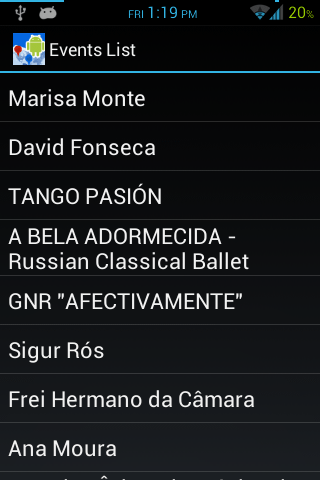 FRI 1:19 PM 20%
Events List
Marisa Monte
David Fonseca
TANGO PASIÓN
A BELA ADORMECIDA -
Russian Classical Ballet
GNR "AFECTIVAMENTE"
Sigur Rós
Frei Hermano da Câmara
Ana Moura